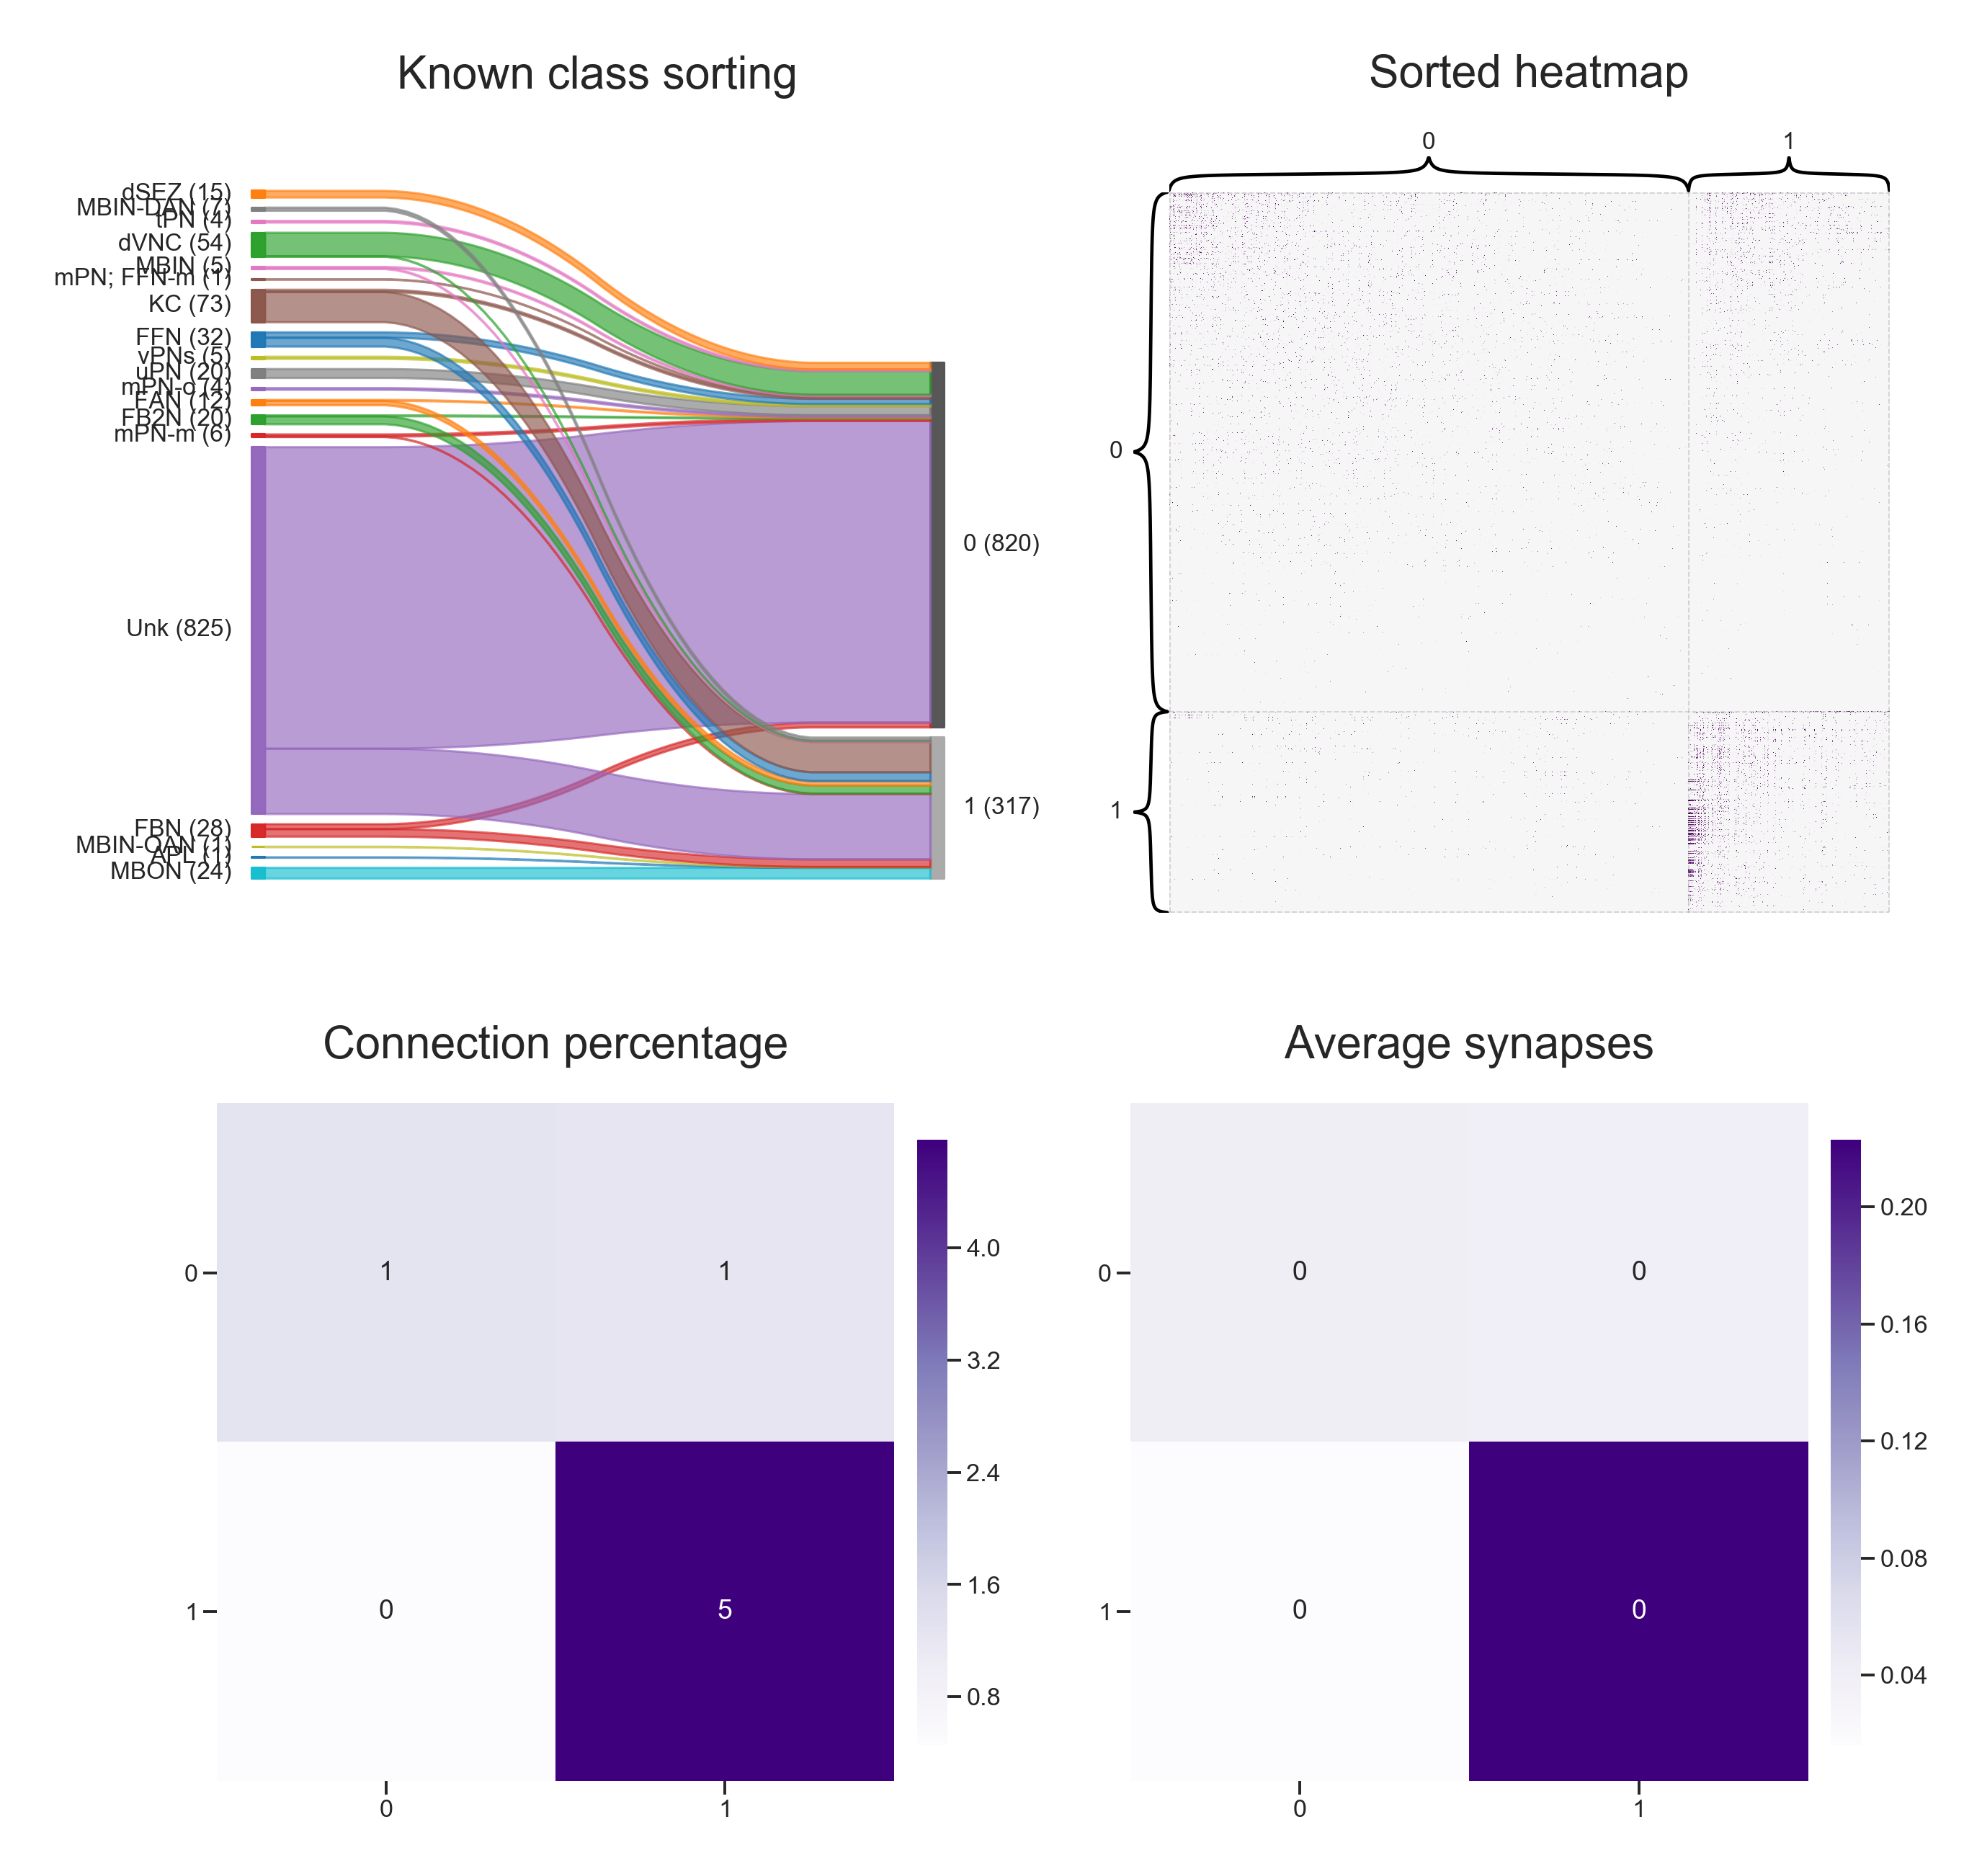 Known class sorting
dSEZ (15)
MBIN-DAN (7)
tPN (4)
dVNC (54)
MBIN (5)
mPN; FFN-m (1)
KC (73)
FFN (32)
vPNs (5)
uPN (20)
mPN-o (4)
FAN (12)
FB2N (20)
mPN-m (6)
Unk (825)
FBN (28)
MBIN-OAN (1)
APL (1)
MBON (24)
0 (820)
1 (317)
Sorted heatmap
0
1
0
1
Connection percentage
0
1
1
1
0
5
0
1
4.0
3.2
2.4
1.6
0.8
Average synapses
0
0
0
1
0
0
0
1
0.20
0.16
0.12
0.08
0.04